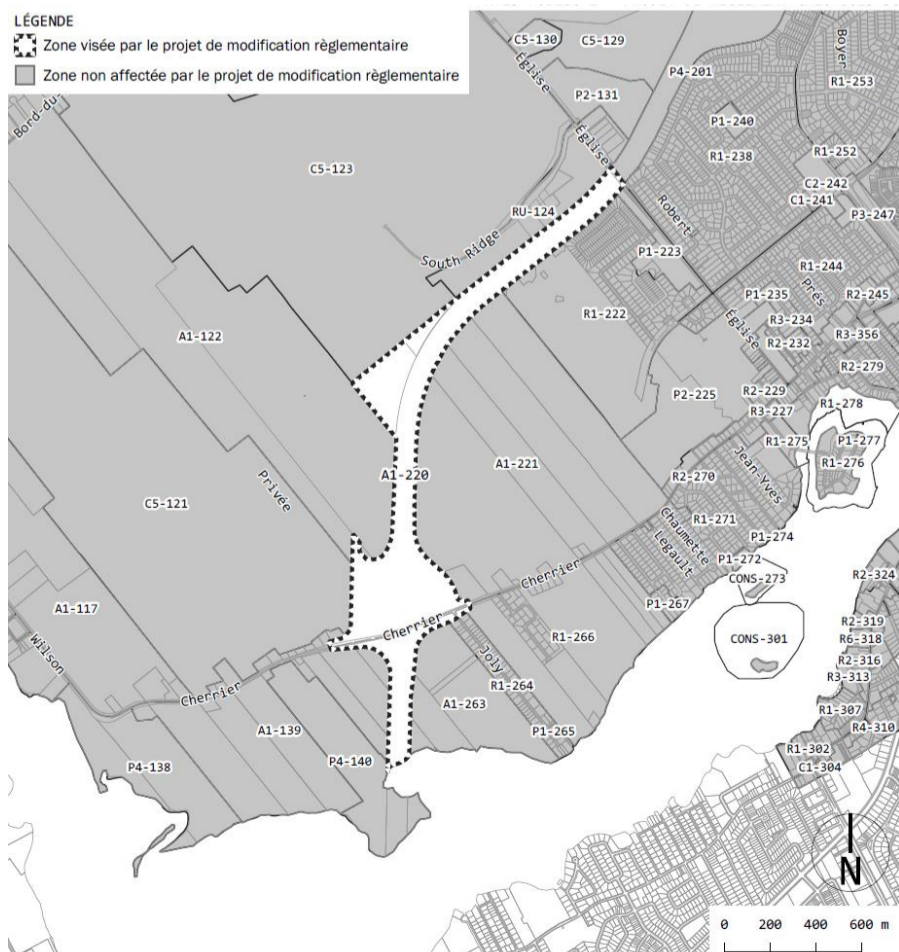 LÉGENDE
Zone visée par le projet de modification règlementaire
Zone non affectée par le projet de modification règlementaire
C5-130
C5-129
Boyer
Église
P4-201
R1-253
Bord-du-
P2-131
P1-240
Église
R1-252
R1-238
C5-123
C2-242
C1-241
RU-124
Robert
P3-247
South Ridge
P1-223
R1-244
Prés
P1-235
R2-245
R1-222
R3-234
Église
R3-356
A1-122
R2-232
R2-279
P2-225
R2-229
R1-278
R3-227
R1-275
P1-277
A1-221
R1-276
A1-220
R2-270
Jean-Yves
Privée
C5-121
R1-271
Chaumette
Legault
P1-274
P1-272
Cherrier
CONS-273
R2-324
A1-117
P1-267
R2-319
Cherrier
R1-266
CONS-301
R6-318
Wilson
Joly
R2-316
Cherrier
R1-264
R3-313
A1-263
R1-307
A1-139
P1-265
R4-310
P4-138
P4-140
R1-302
C1-304
N
0 200 400 600 m